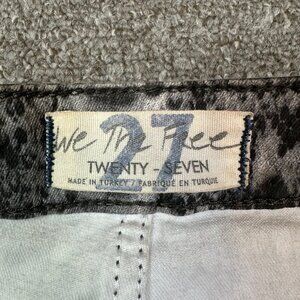 27
We The Free
TWENTY - SEVEN
MADE IN TURKEY / FABRIQUÉ EN TURQUIE